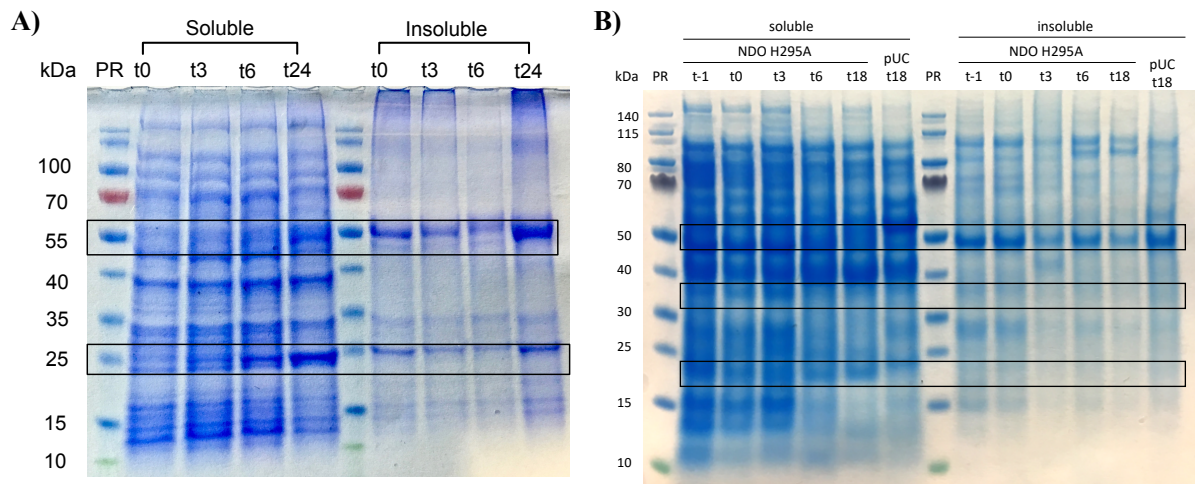 A)
Soluble Insoluble
kDa PR t0 t3 t6 t24 t0 t3 t6 t24
100
70
55
40
35
25
15
10
B)
soluble insoluble
NDO H295A pUC NDO H295A pUC
kDa PR t-1 t0 t3 t6 t18 t18 PR t-1 t0 t3 t6 t18 t18
140
115
80
70
50
40
30
25
15
10